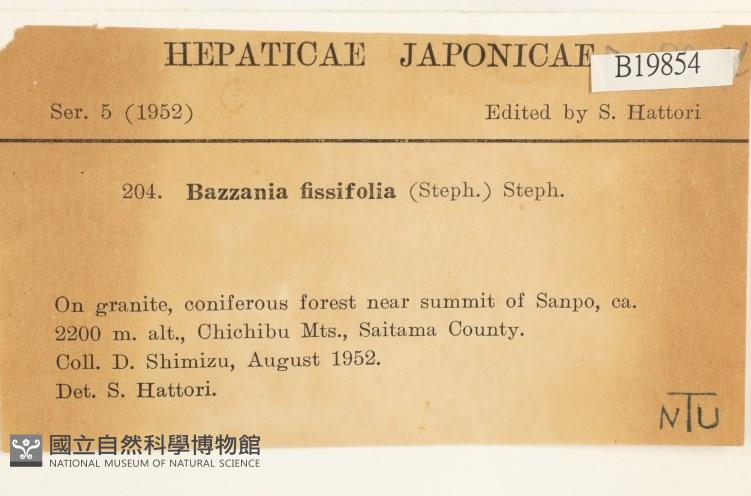 HEPATICAE JAPONICAE
B19854
Ser. 5 (1952) Edited by S. Hattori
204. Bazzania fissifolia (Steph.) Steph.
On granite, coniferous forest near summit of Sanpo, ca.
2200 m. alt., Chichibu Mts., Saitama County.
Coll. D. Shimizu, August 1952.
Det. S. Hattori.
NTU
國立自然科學博物館
NATIONAL MUSEUM OF NATURAL SCIENCE